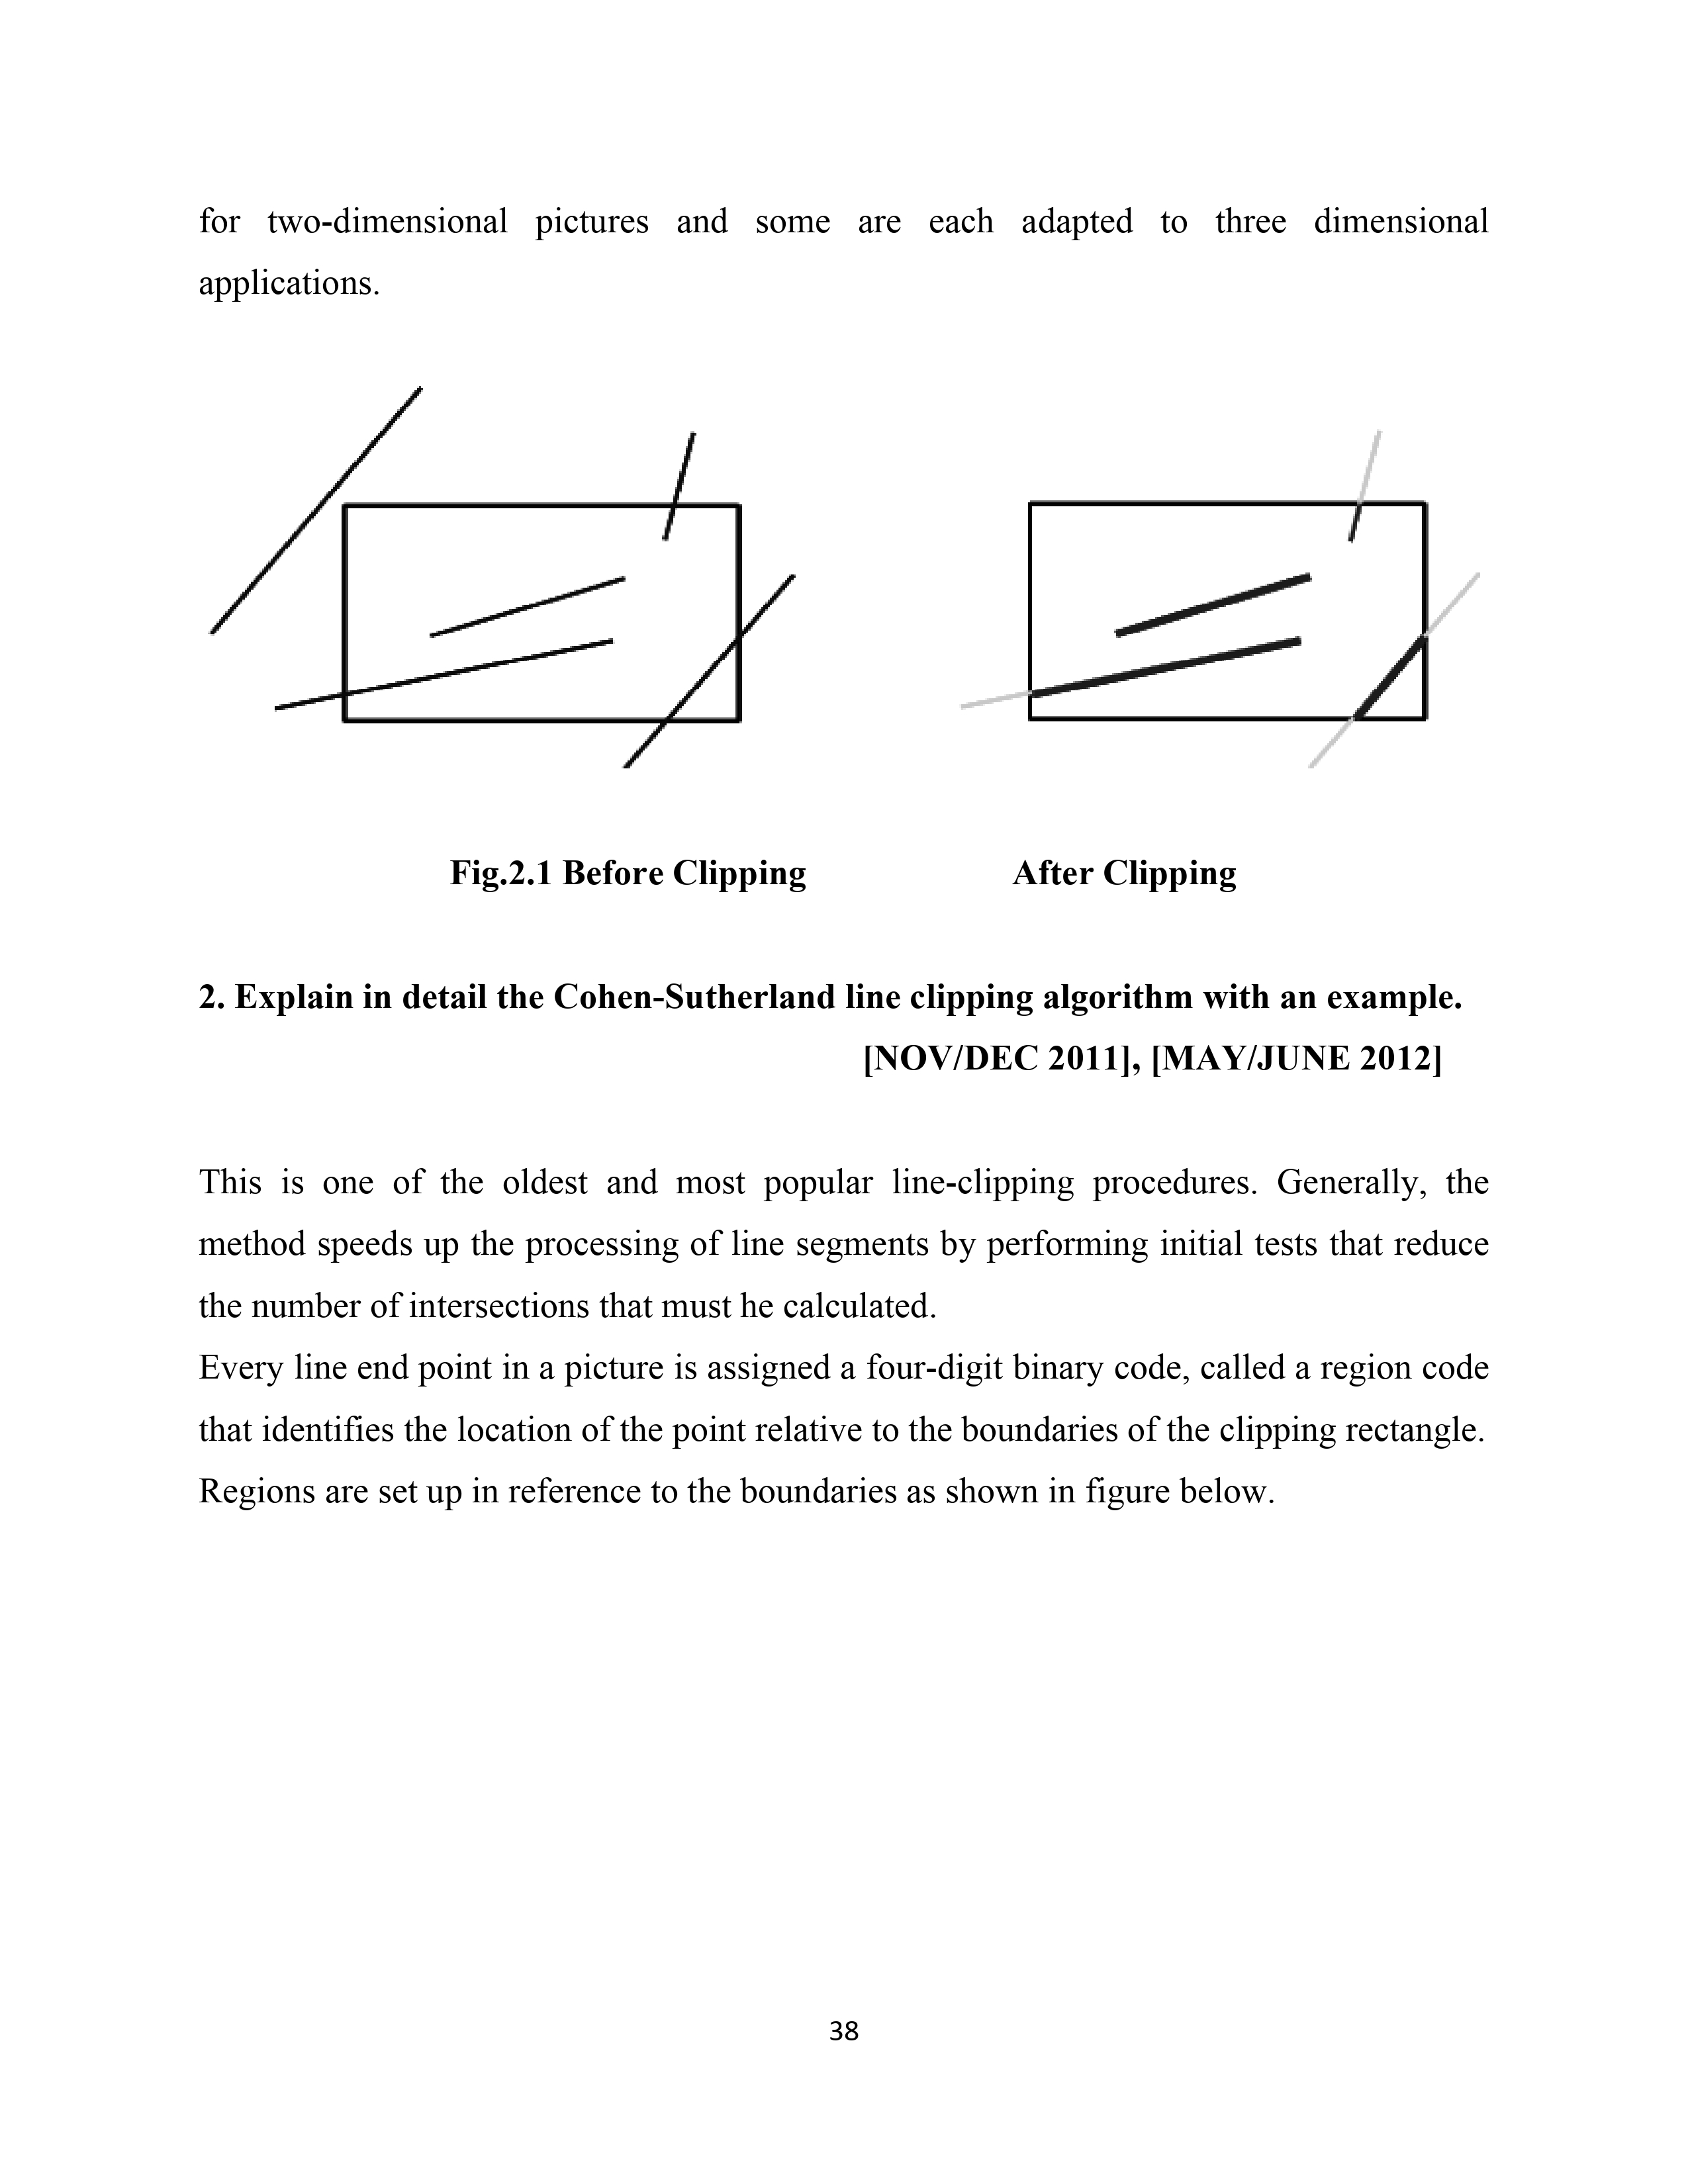 for two-dimensional pictures and some are each adapted to three dimensional
applications.
Fig.2.1 Before Clipping After Clipping
2. Explain in detail the Cohen-Sutherland line clipping algorithm with an example.
[NOV/DEC 2011], [MAY/JUNE 2012]
This is one of the oldest and most popular line-clipping procedures. Generally, the
method speeds up the processing of line segments by performing initial tests that reduce
the number of intersections that must he calculated.
Every line end point in a picture is assigned a four-digit binary code, called a region code
that identifies the location of the point relative to the boundaries of the clipping rectangle.
Regions are set up in reference to the boundaries as shown in figure below.
38